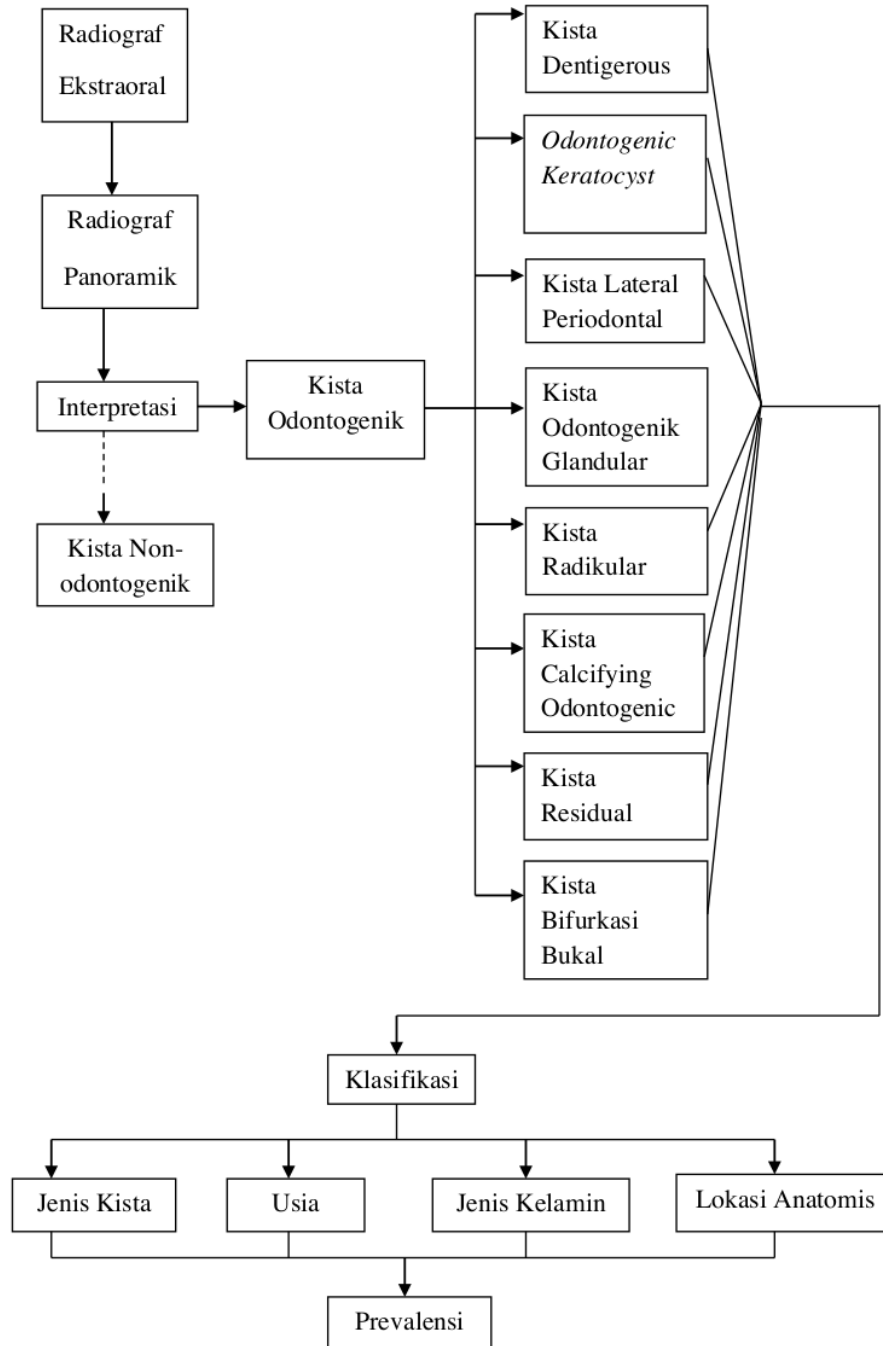 Radiograf
Ekstraoral
Radiograf
Panoramik
Interpretasi
Kista Non-
odontogenik
Kista
Odontogenik
Kista
Dentigerous
Odontogenic
Keratocyst
Kista Lateral
Periodontal
Kista
Odontogenik
Glandular
Kista
Radikular
Kista
Calcifying
Odontogenic
Kista
Residual
Kista
Bifurkasi
Bukal
Klasifikasi
Jenis Kista
Usia
Jenis Kelamin
Lokasi Anatomis
Prevalensi